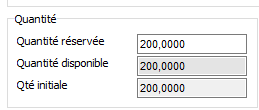 Quantité
Quantité réservée 200,0000
Quantité disponible 200,0000
Qté initiale 200,0000